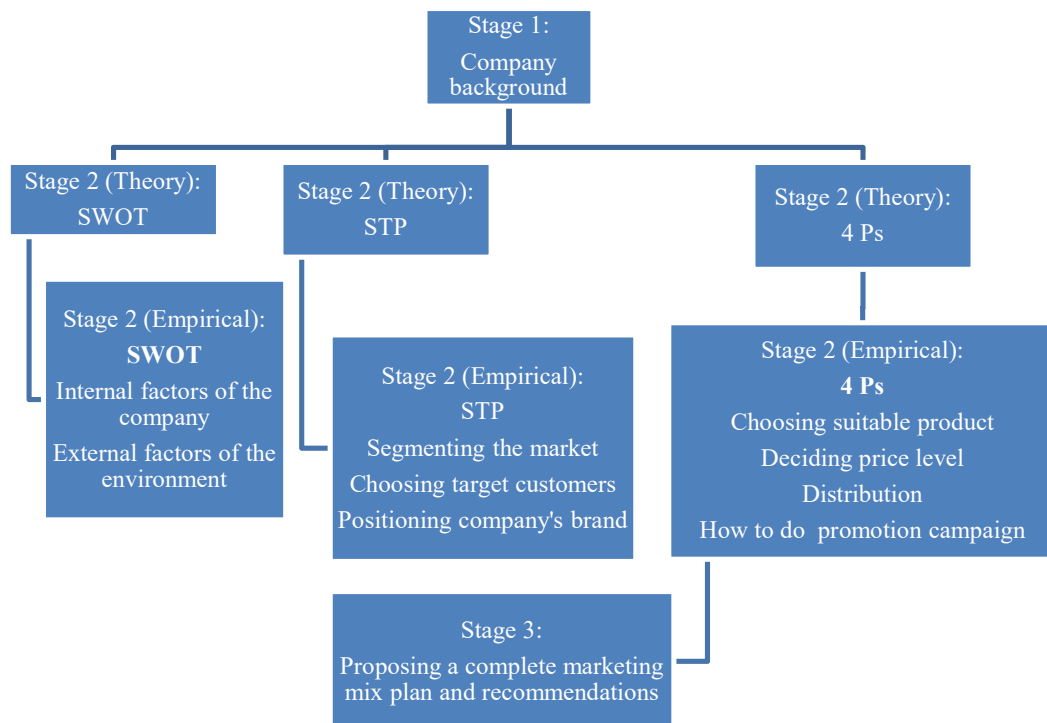 Stage 1:
Company
background
Stage 2 (Theory):
SWOT
Stage 2 (Theory):
STP
Stage 2 (Theory):
4 Ps
Stage 2 (Empirical):
SWOT
Internal factors of the
company
External factors of the
environment
Stage 2 (Empirical):
STP
Segmenting the market
Choosing target customers
Positioning company's brand
Stage 2 (Empirical):
4 Ps
Choosing suitable product
Deciding price level
Distribution
How to do promotion campaign
Stage 3:
Proposing a complete marketing
mix plan and recommendations